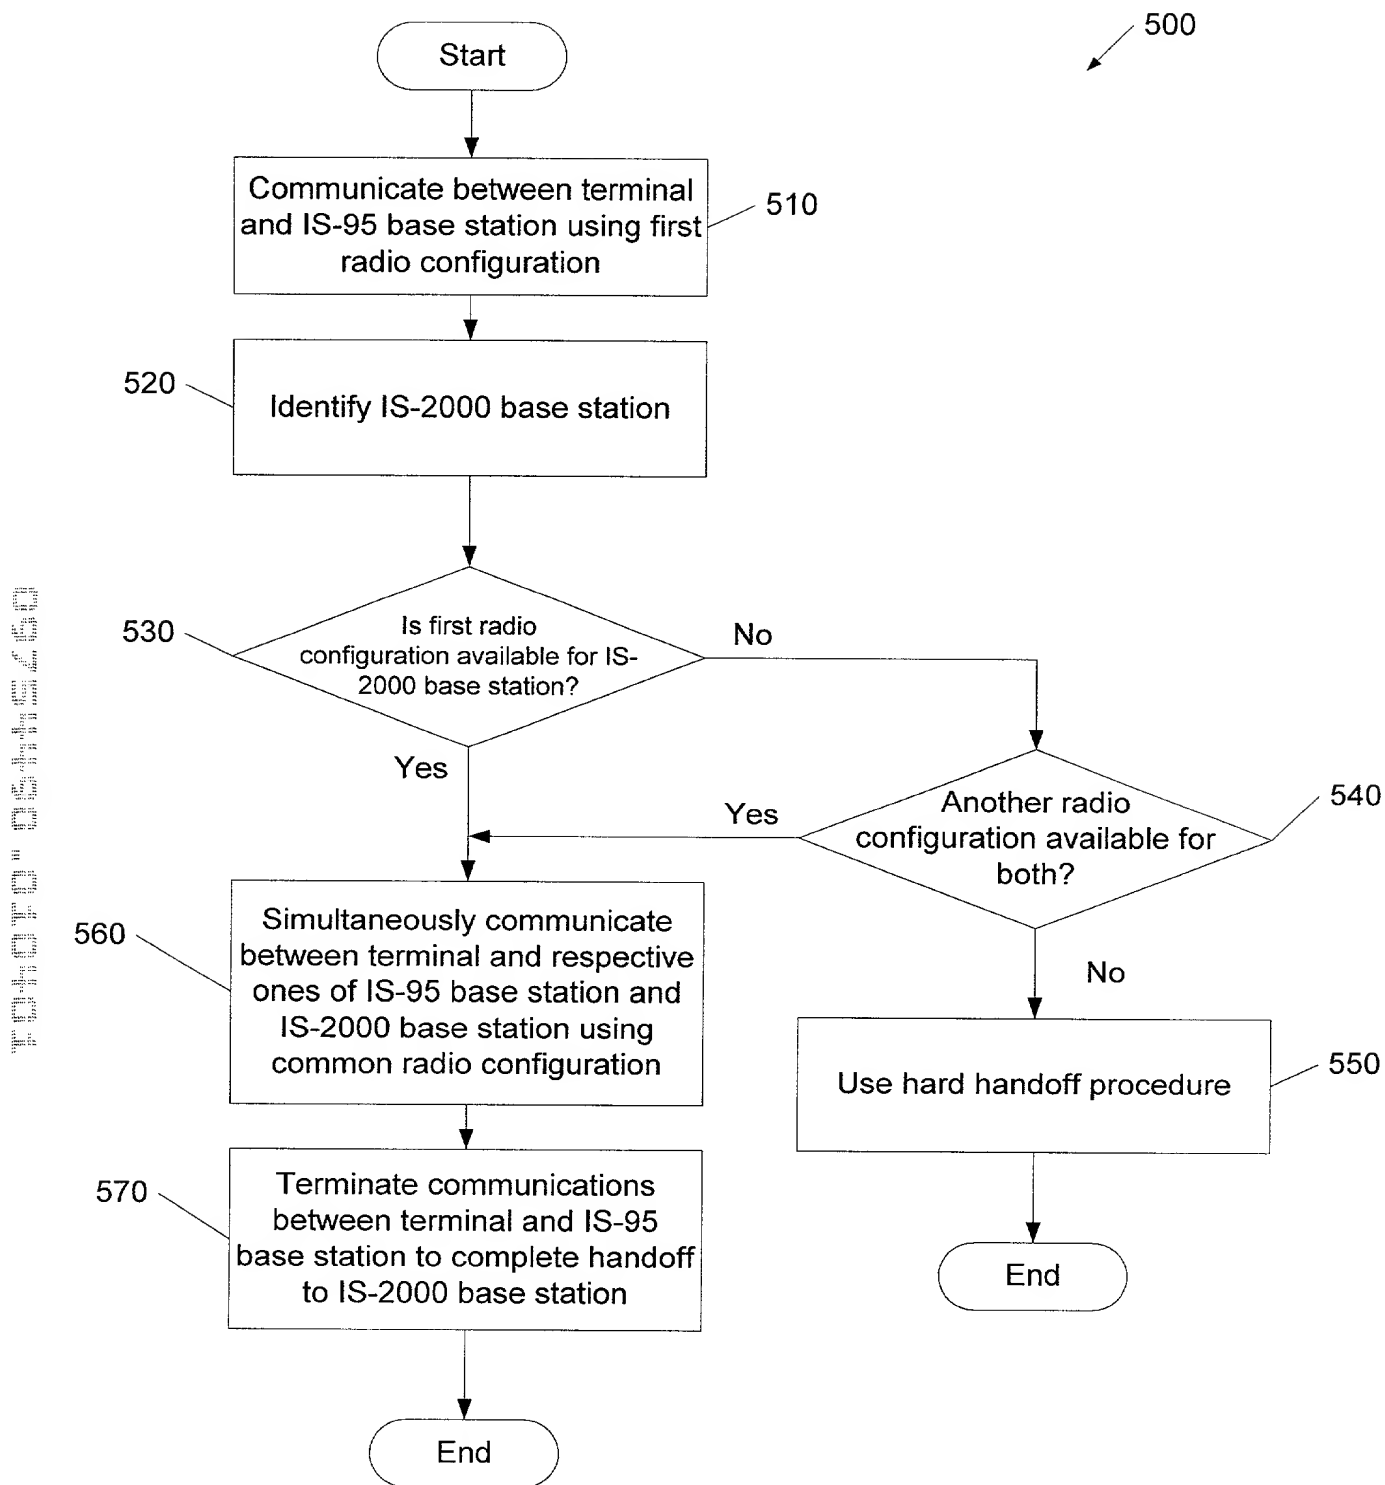 500
Start
Communicate between terminal
and IS-95 base station using first
radio configuration
510
520
Identify IS-2000 base station
530
Is first radio
configuration available for IS-
2000 base station?
No
Yes
Another radio
configuration available for
both?
540
Yes
No
560
Simultaneously communicate
between terminal and respective
ones of IS-95 base station and
IS-2000 base station using
common radio configuration
Use hard handoff procedure
550
570
Terminate communications
between terminal and IS-95
base station to complete handoff
to IS-2000 base station
End
End